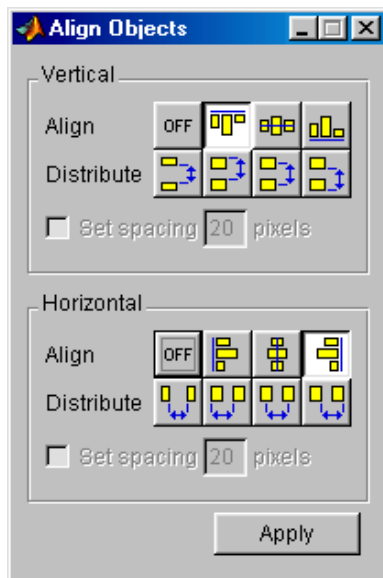 Align Objects
Vertical
Align OFF
Distribute
Set spacing 20 pixels
Horizontal
Align OFF
Distribute
Set spacing 20 pixels
Apply